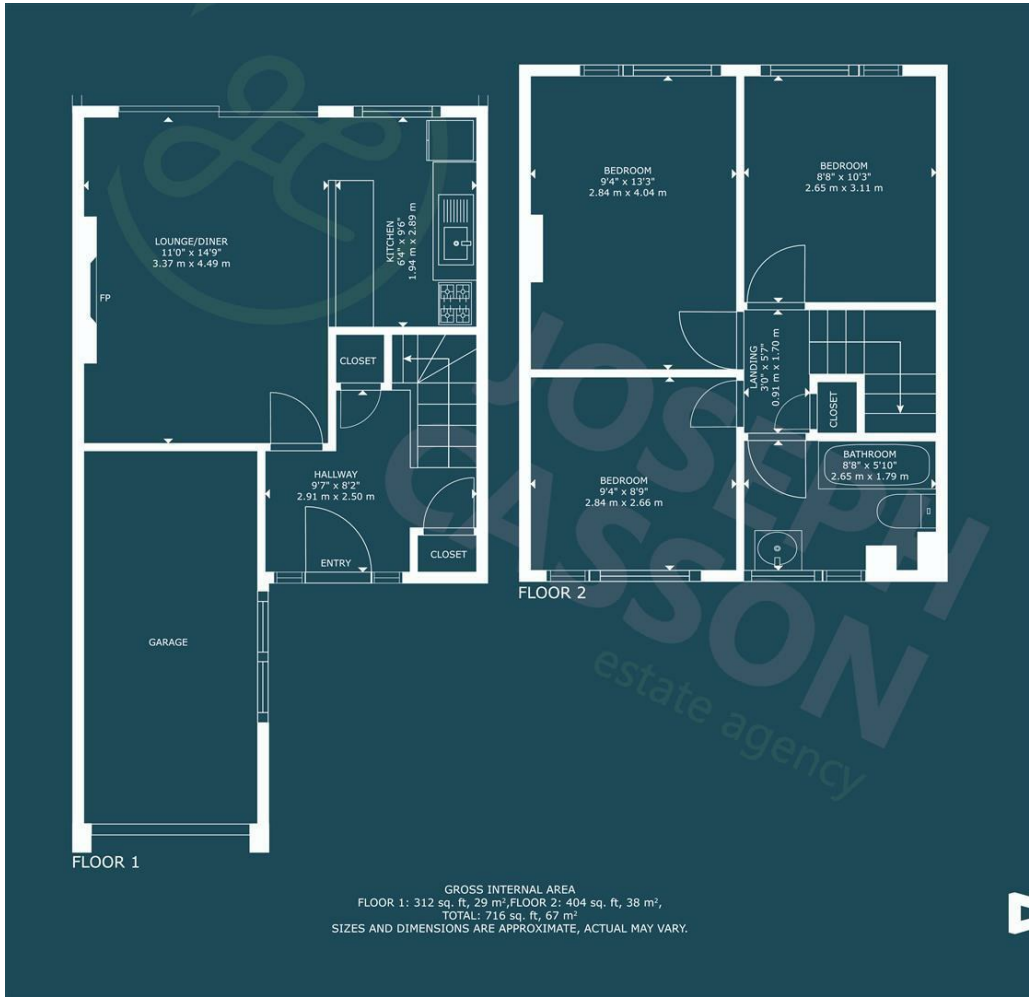 LOUNGE/DINER
11'0" x 14'9"
3.37 m x 4.49 m
FP
KITCHEN
6'4" x 9'6"
1.94 m x 2.89 m
CLOSET
HALLWAY
9'7" x 8'2"
2.91 m x 2.50 m
CLOSET
ENTRY
GARAGE
FLOOR 1
BEDROOM
9'4" x 13'3"
2.84 m x 4.04 m
BEDROOM
8'8" x 10'3"
2.65 m x 3.11 m
LANDING
3'0" x 5'7"
0.91 m x 1.70 m
CLOSET
BATHROOM
8'8" x 5'10"
2.65 m x 1.79 m
BEDROOM
9'4" x 8'9"
2.84 m x 2.66 m
FLOOR 2
JOSEPH
CASSON
estate agency
GROSS INTERNAL AREA
FLOOR 1: 312 sq. ft, 29 m²,FLOOR 2: 404 sq. ft, 38 m²,
TOTAL: 716 sq. ft, 67 m²
SIZES AND DIMENSIONS ARE APPROXIMATE, ACTUAL MAY VARY.